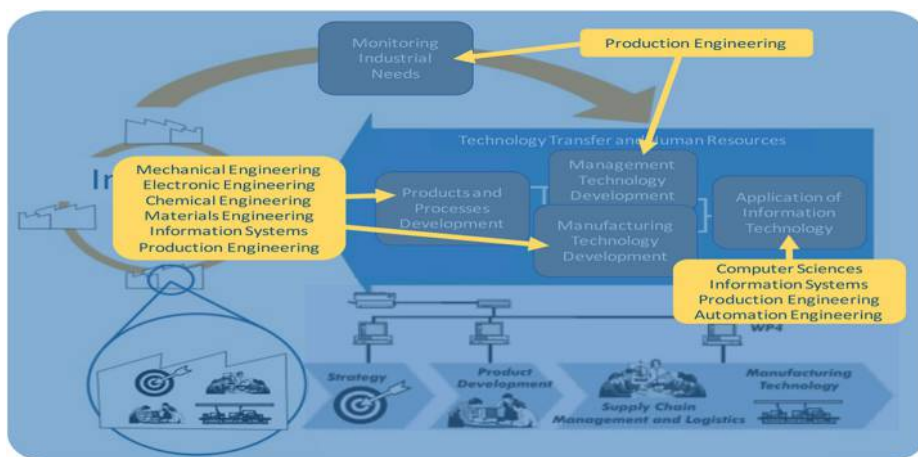 Monitoring
Industrial
Needs
Production Engineering
Technology Transfer and Human Resources
Mechanical Engineering
Electronic Engineering
Chemical Engineering
Materials Engineering
Information Systems
Production Engineering
Products and
Processes
Development
Management
Technology
Development
Manufacturing
Technology
Development
Application of
Information
Technology
Computer Sciences
Information Systems
Production Engineering
Automation Engineering
WP4
Strategy
Product
Development
Supply Chain
Management and Logistics
Manufacturing
Technology